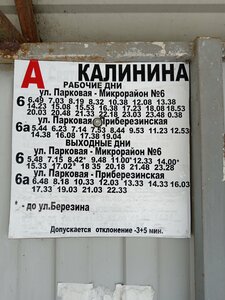 А КАЛИНИНА
РАБОЧИЕ ДНИ
ул. Парковая - Микрорайон №6
6 6.49 7.03 8.19 8.32 10.38 12.08 13.38
14.23 15.08 15.53 16.38 17.23 18.08 18.53
20.03 20.48 21.33 22.18 23.03 23.48 0.38
ул. Парковая - Приберезинская
6а 5.44 6.23 7.14 7.53 8.44 9.53 11.23 12.53
14.38 16.08 17.38 19.04
ВЫХОДНЫЕ ДНИ
ул. Парковая - Микрорайон №6
6 5.48 7.15 8.42* 9.48 11.00* 12.33 14.00*
15.33 17.02* 18 35 20.18 21.48 23.28
ул. Парковая - Приберезинская
6а 6.48 8.18 10.33 12.03 13.33 14.33 16.03
17.33 19.03 21.03 22.33
* - до ул.Березина
Допускается отклонение -3+5 мин.